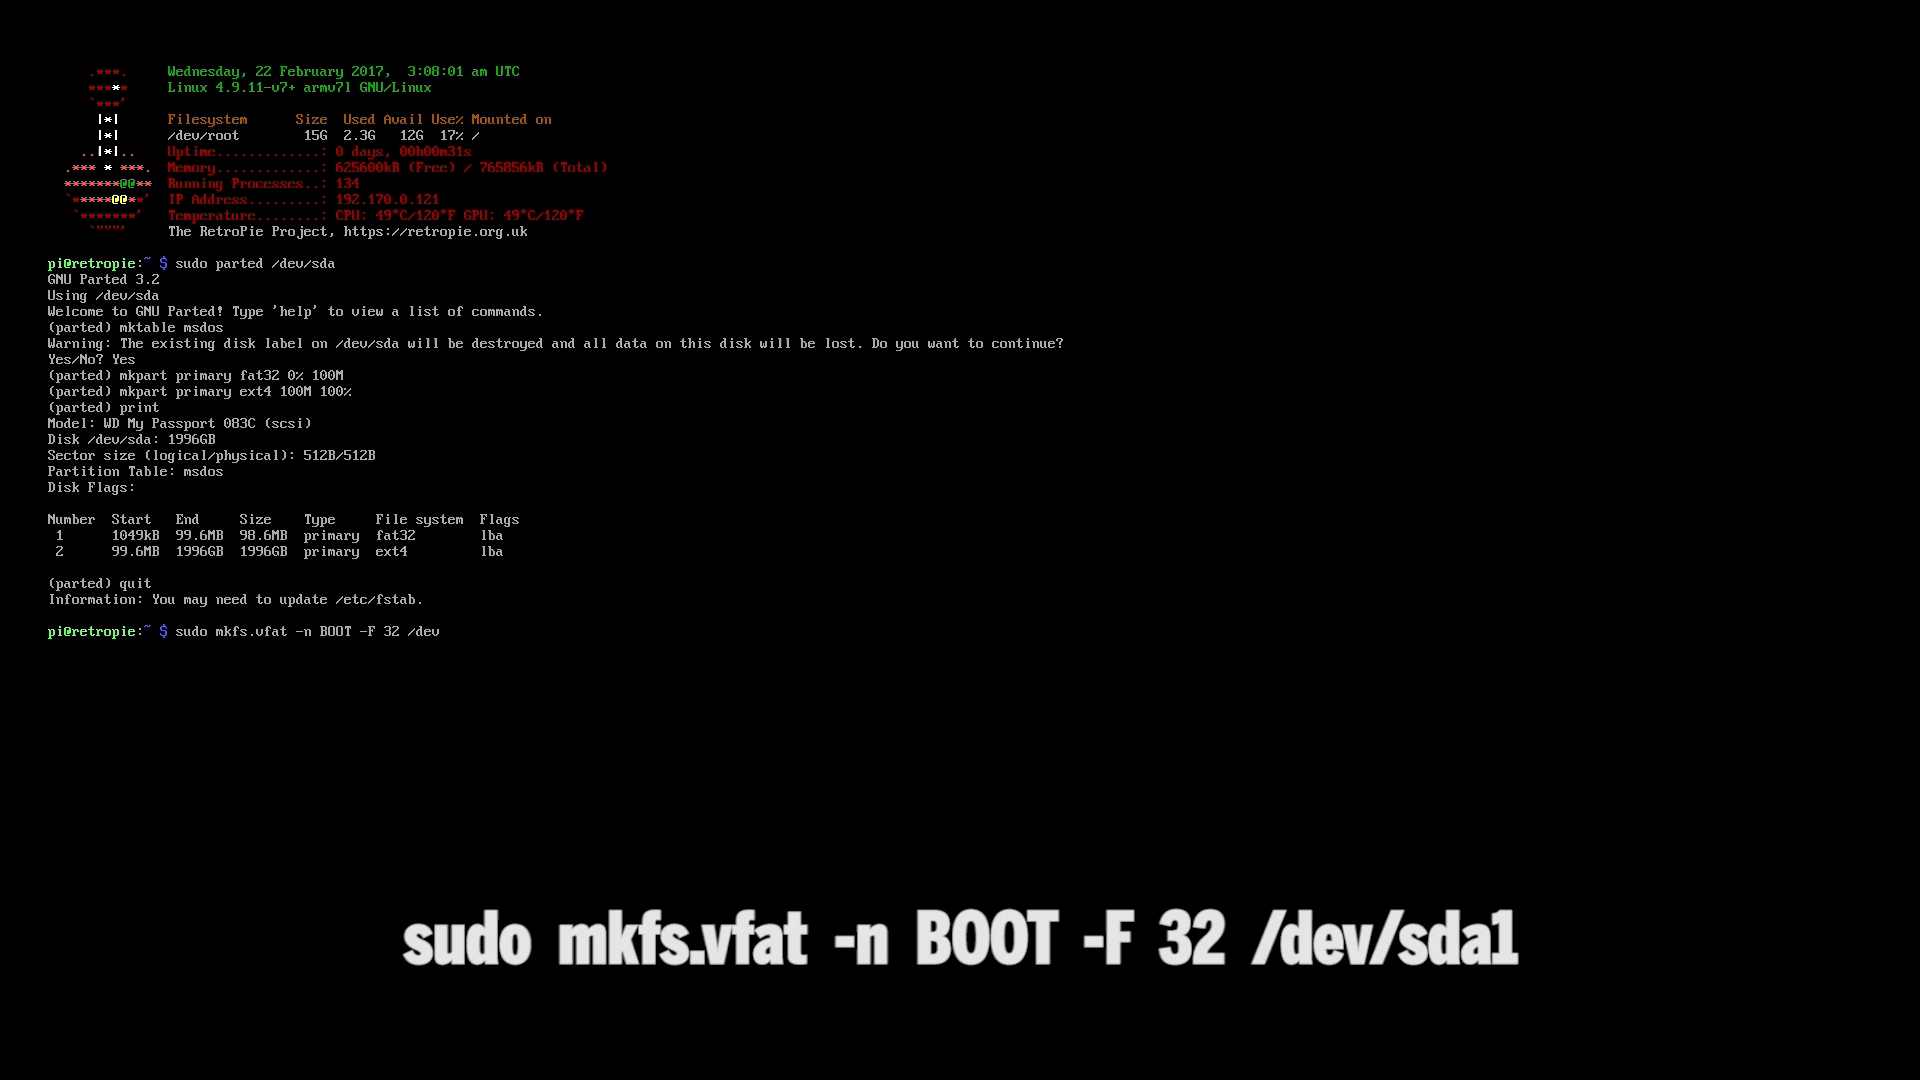 Wednesday, 22 February 2017,  3:08:01 am UTC
Linux 4.9.11-v7+ armv7l GNU/Linux
Filesystem      Size  Used Avail Use% Mounted on
/dev/root        15G  2.3G   12G  17% /
Uptime.............: 0 days, 00h00m31s
Memory.............: 625600kB (Free) / 765856kB (Total)
Running Processes..: 134
IP Address.........: 192.170.0.121
Temperature........: CPU: 49°C/120°F GPU: 49°C/120°F
The RetroPie Project, https://retropie.org.uk
pi@retropie:~ $ sudo parted /dev/sda
GNU Parted 3.2
Using /dev/sda
Welcome to GNU Parted! Type 'help' to view a list of commands.
(parted) mktable msdos
Warning: The existing disk label on /dev/sda will be destroyed and all data on this disk will be lost. Do you want to continue?
Yes/No? Yes
(parted) mkpart primary fat32 0% 100M
(parted) mkpart primary ext4 100M 100%
(parted) print
Model: WD My Passport 083C (scsi)
Disk /dev/sda: 1996GB
Sector size (logical/physical): 512B/512B
Partition Table: msdos
Disk Flags:
Number  Start   End     Size    Type     File system  Flags
 1      1049kB  99.6MB  98.6MB  primary  fat32        lba
 2      99.6MB  1996GB  1996GB  primary  ext4         lba
(parted) quit
Information: You may need to update /etc/fstab.
pi@retropie:~ $ sudo mkfs.vfat -n BOOT -F 32 /dev
sudo mkfs.vfat -n BOOT -F 32 /dev/sda1